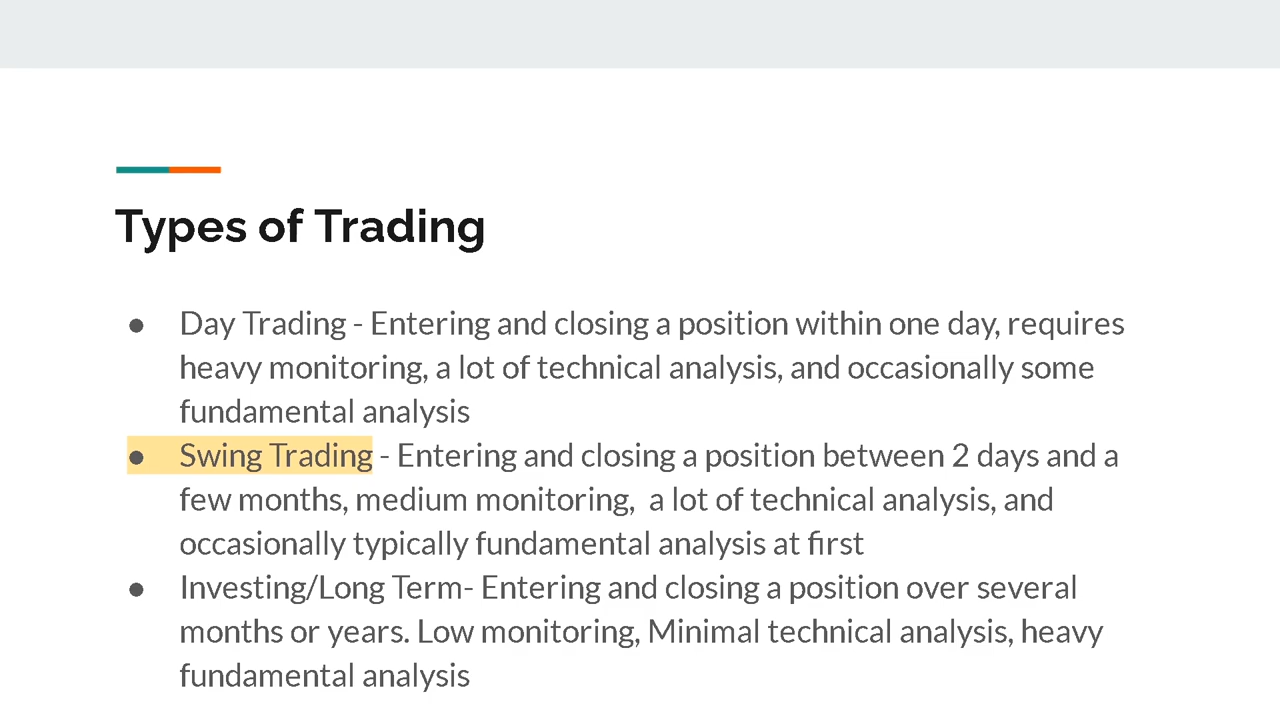 Types of Trading
● Day Trading - Entering and closing a position within one day, requires
heavy monitoring, a lot of technical analysis, and occasionally some
fundamental analysis
● Swing Trading - Entering and closing a position between 2 days and a
few months, medium monitoring,  a lot of technical analysis, and
occasionally typically fundamental analysis at first
● Investing/Long Term- Entering and closing a position over several
months or years. Low monitoring, Minimal technical analysis, heavy
fundamental analysis